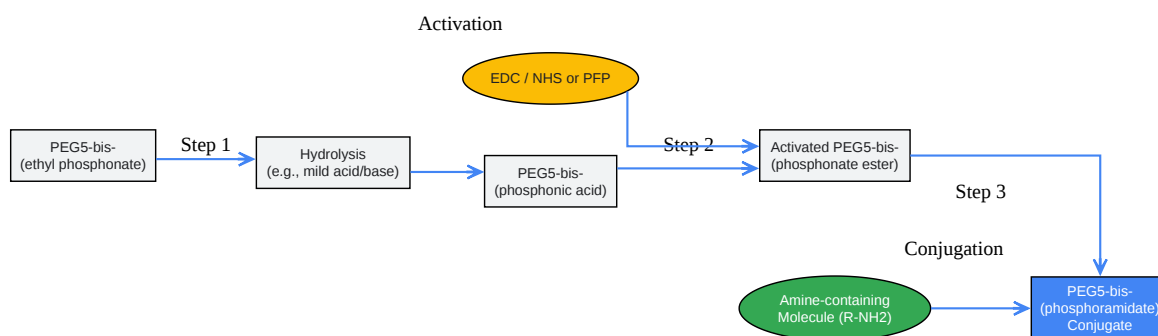 Activation
EDC / NHS or PFP
PEG5-bis-
(ethyl phosphonate)
Step 1
Hydrolysis
(e.g., mild acid/base)
PEG5-bis-
(phosphonic acid)
Step 2
Activated PEG5-bis-
(phosphonate ester)
Step 3
Conjugation
Amine-containing
Molecule (R-NH2)
PEG5-bis-
(phosphoramidate)
Conjugate